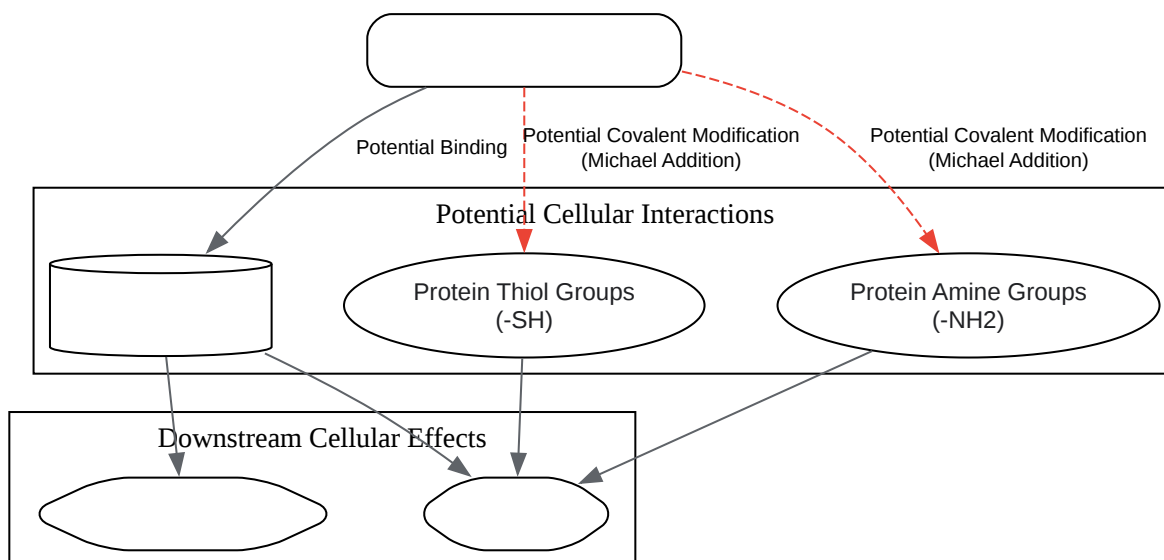 Potential Binding
Potential Covalent Modification
(Michael Addition)
Potential Covalent Modification
(Michael Addition)
Potential Cellular Interactions
Protein Thiol Groups
(-SH)
Protein Amine Groups
(-NH2)
Downstream Cellular Effects